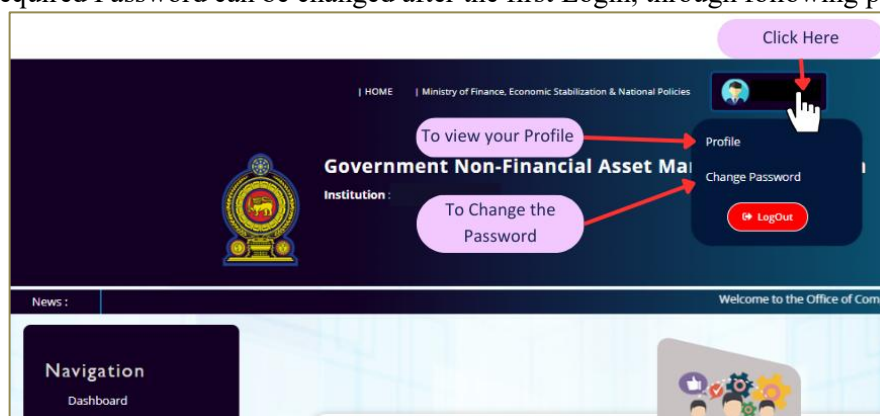 equired Password can be changed after the first Login, through following p
Click Here
| HOME | Ministry of Finance, Economic Stabilization & National Policies
To view your Profile
Profile
Government Non-Financial Asset Ma
Change Password
Institution :
To Change the
Password
LogOut
News :
Welcome to the Office of Com
Navigation
Dashboard